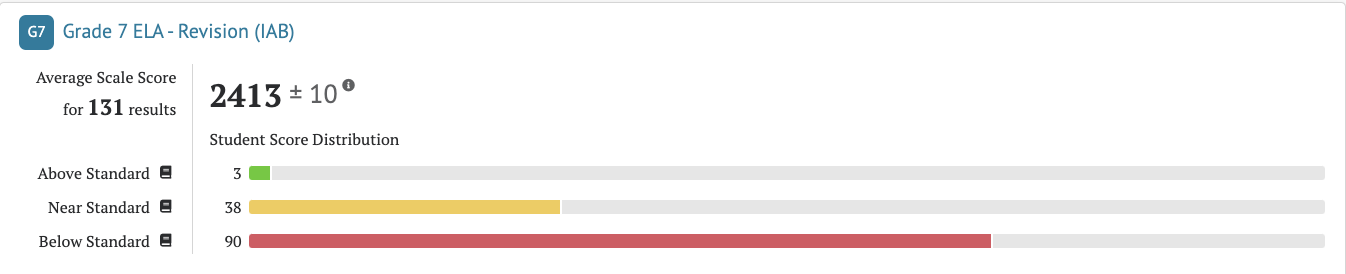 G7 Grade 7 ELA - Revision (IAB)
Average Scale Score
for 131 results
2413 ± 10
Student Score Distribution
Above Standard 3
Near Standard 38
Below Standard 90